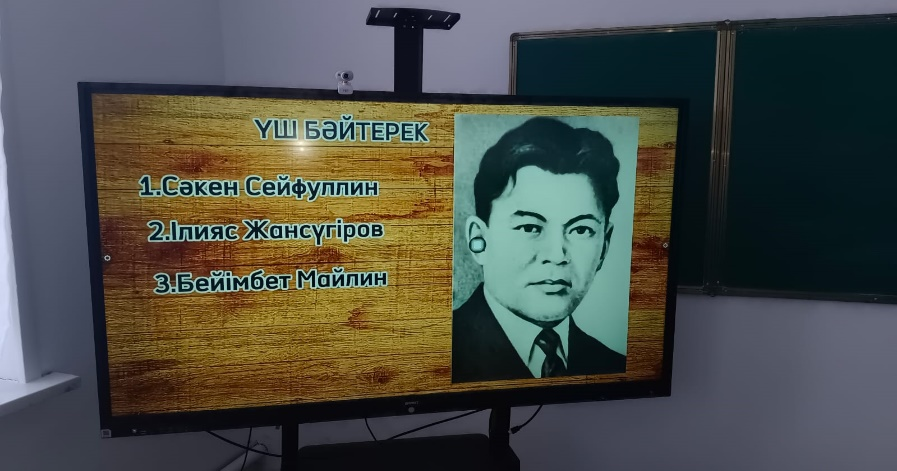 ҮШ БӘЙТЕРЕК
1.Сәкен Сейфуллин
2.Ілияс Жансүгіров
3.Бейімбет Майлин